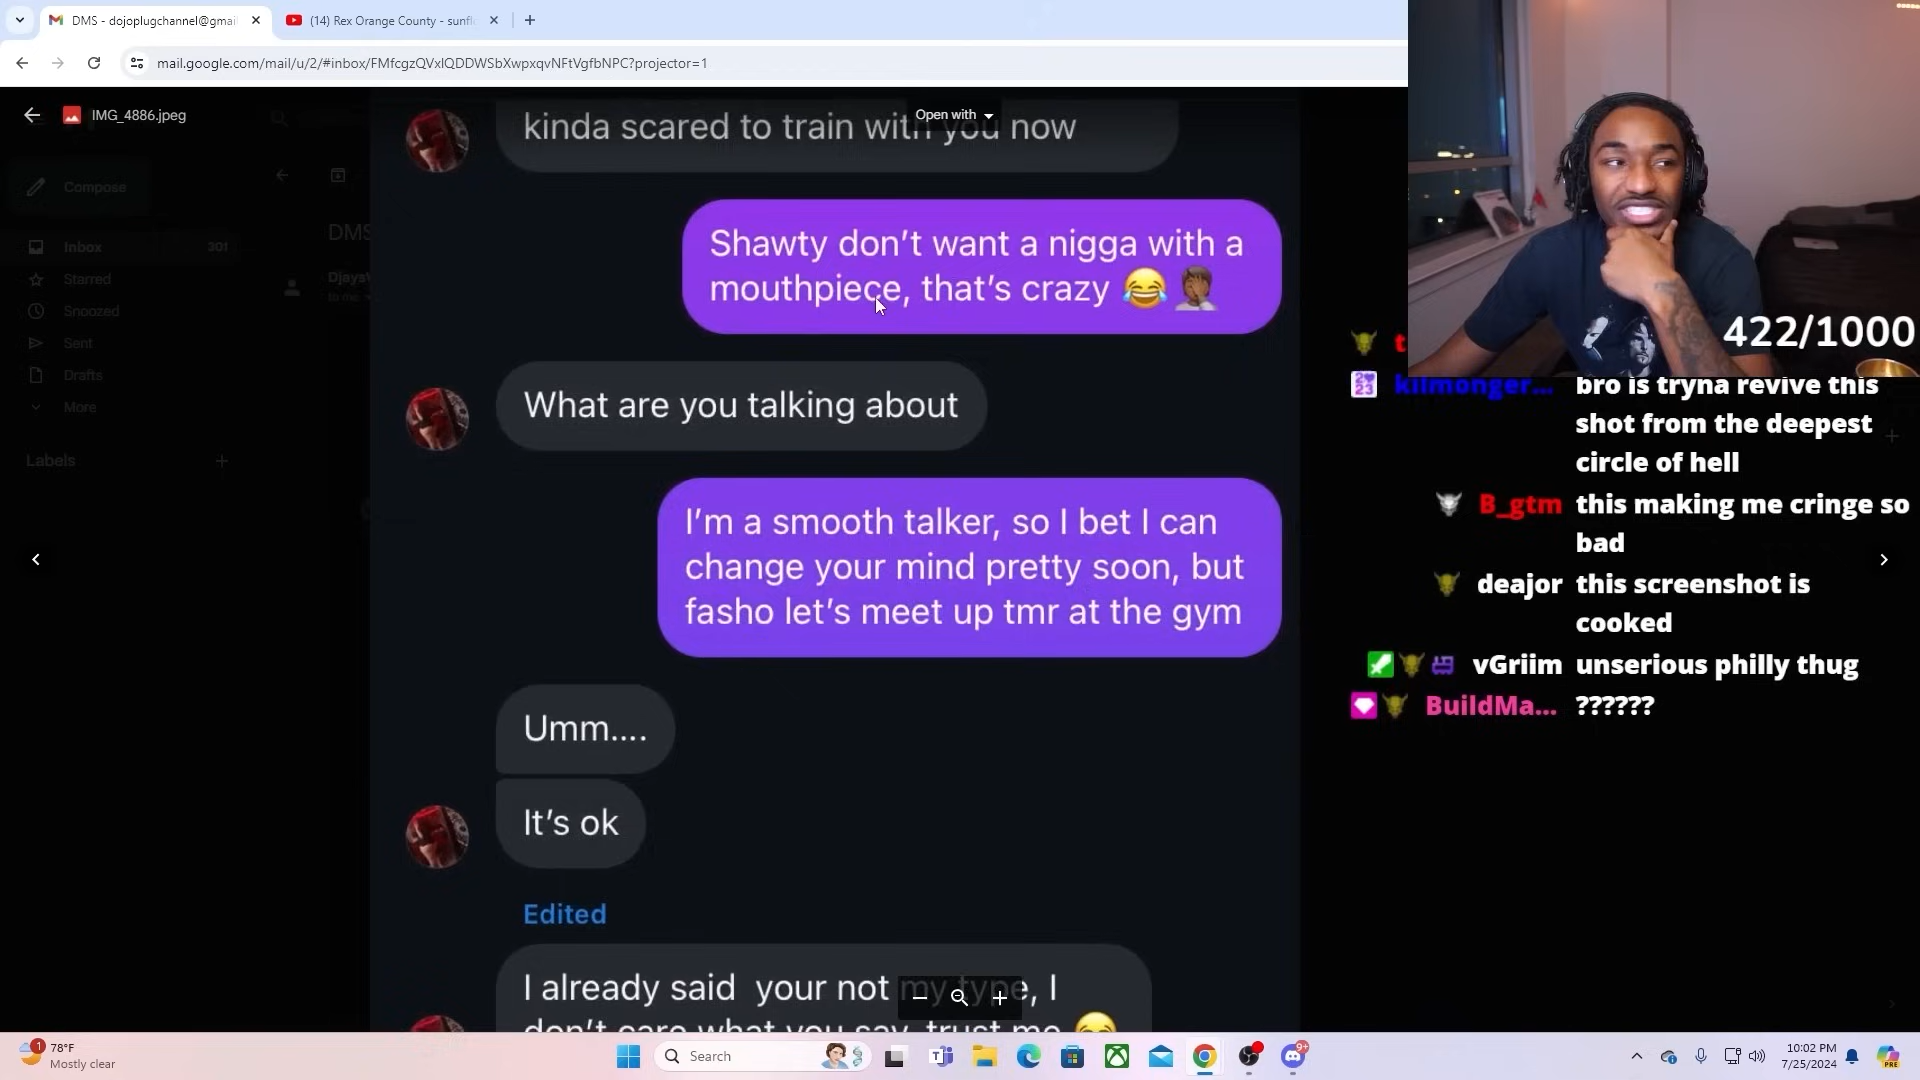 DMS - dojoplugchannel@gmai
(14) Rex Orange County - sunfl
mail.google.com/mail/u/2/#inbox/FMfcgzQVxlQDDWSbXwpxqvNFtVgfbNPC?projector=1
IMG_4886.jpeg
Open with
Compose
Inbox 301
Starred
Snoozed
Sent
Drafts
More
Labels
DMS
to me
kinda scared to train with you now
Shawty don't want a nigga with a
mouthpiece, that's crazy 😂🤦🏾
What are you talking about
I'm a smooth talker, so I bet I can
change your mind pretty soon, but
fasho let's meet up tmr at the gym
Umm....
It's ok
Edited
I already said your not my type, I
don't care what you say, trust me 😂
422/1000
t
kilmonger... bro is tryna revive this
shot from the deepest
circle of hell
B_gtm this making me cringe so
bad
deajor this screenshot is
cooked
vGriim unserious philly thug
BuildMa... ??????
1
78°F
Mostly clear
Search
9+
10:02 PM
7/25/2024
PRE